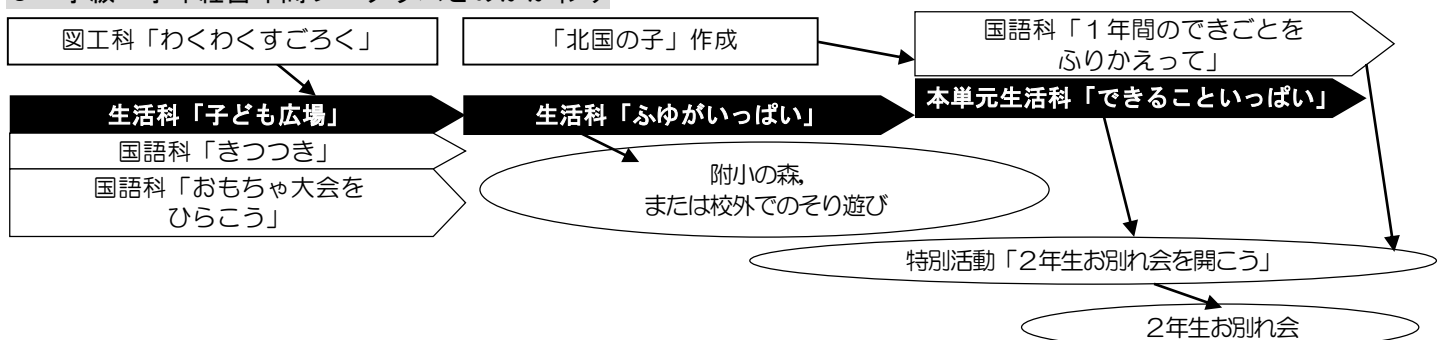 図工科「わくわくすごろく」
「北国の子」作成
国語科「１年間のできごとを
ふりかえって」
生活科「子ども広場」
生活科「ふゆがいっぱい」
本単元生活科「できることいっぱい」
国語科「きつつき」
国語科「おもちゃ大会を
ひらこう」
附小の森，
または校外でのそり遊び
特別活動「２年生お別れ会を開こう」
２年生お別れ会